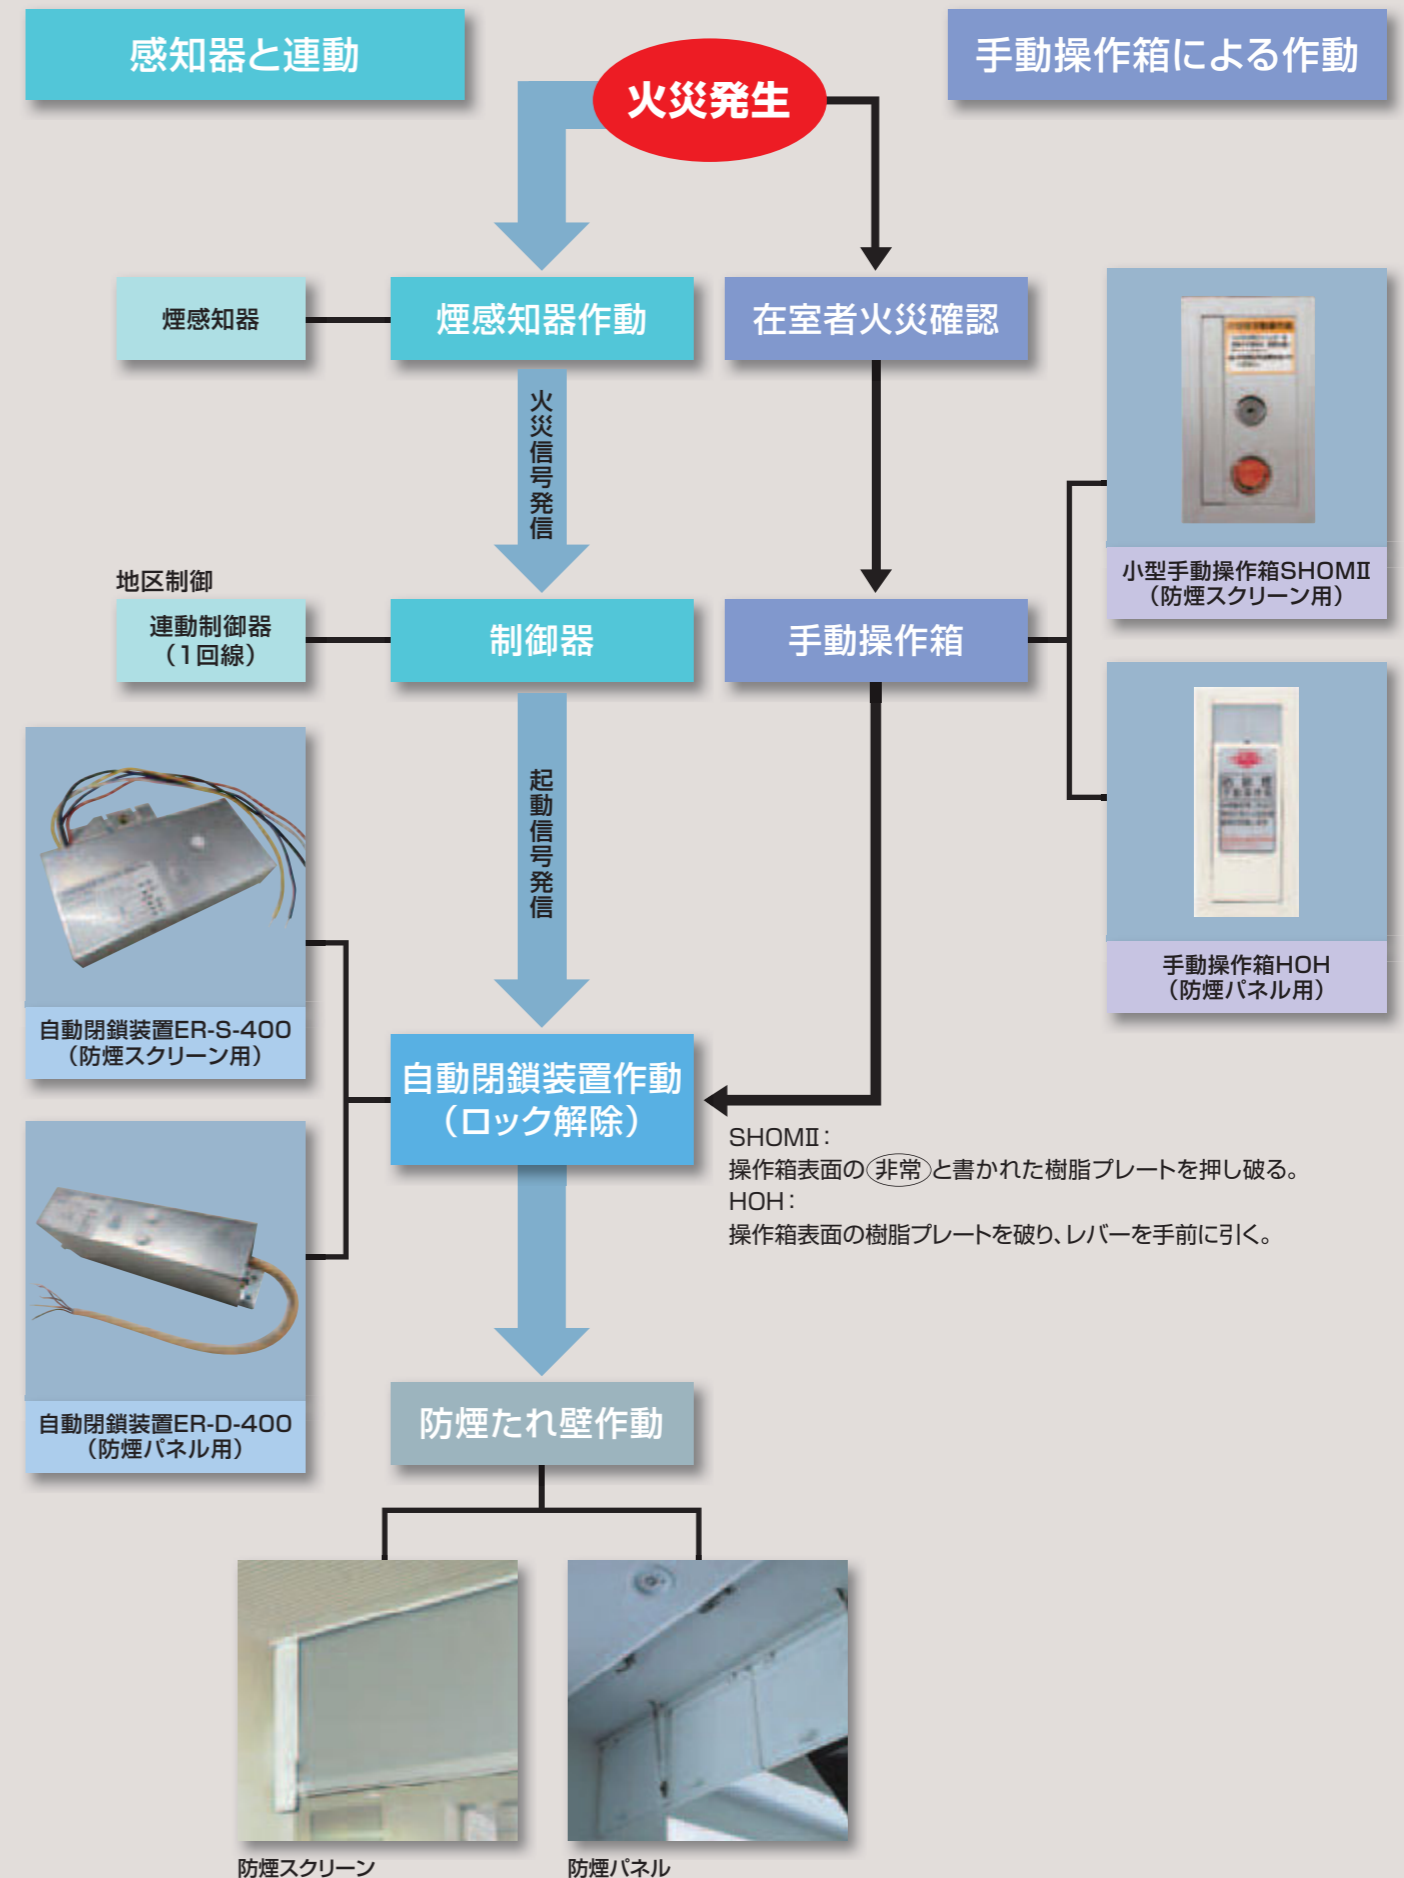 感知器と連動
火災発生
手動操作箱による作動
煙感知器
煙感知器作動
在室者火災確認
火災信号発信
小型手動操作箱SHOMⅡ
（防煙スクリーン用）
地区制御
連動制御器
（1回線）
制御器
手動操作箱
起動信号発信
手動操作箱HOH
（防煙パネル用）
自動閉鎖装置ER-S-400
（防煙スクリーン用）
自動閉鎖装置作動
（ロック解除）
SHOMⅡ：
操作箱表面の非常と書かれた樹脂プレートを押し破る。
HOH：
操作箱表面の樹脂プレートを破り、レバーを手前に引く。
自動閉鎖装置ER-D-400
（防煙パネル用）
防煙たれ壁作動
防煙スクリーン
防煙パネル